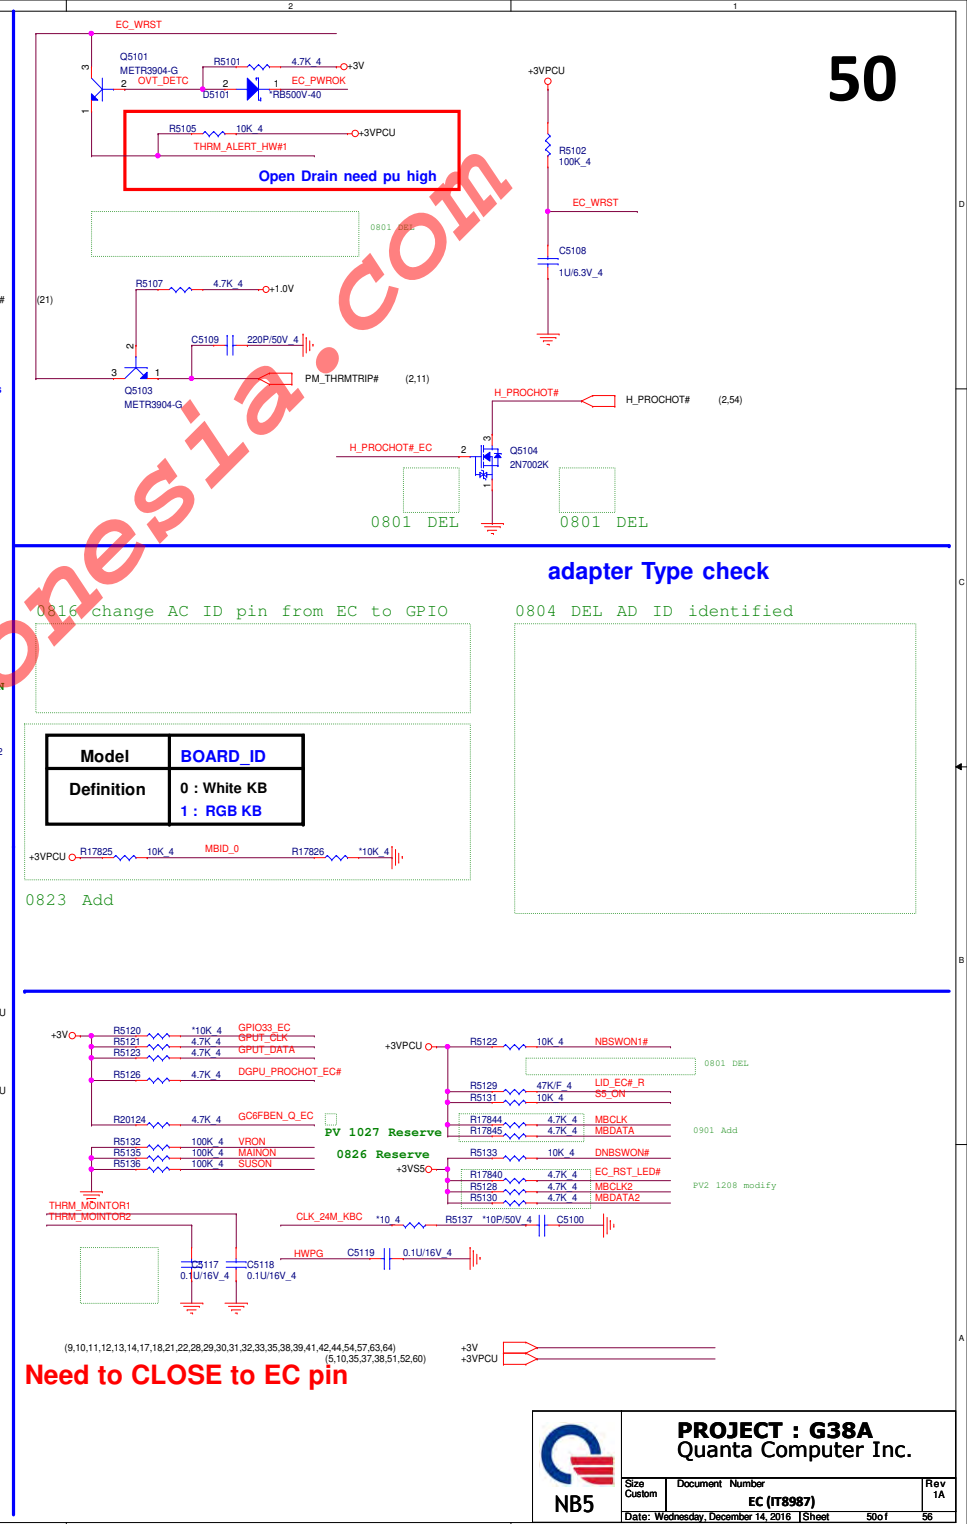 2
1
50
EC_WRST
Q5101
METR3904-G
3
2
1
OVT_DETC
R5101
4.7K_4
+3V
2
1
EC_PWROK
D5101
*RB500V-40
R5105
10K_4
+3VPCU
THRM_ALERT_HW#1
Open Drain need pu high
0801 DEL
+3VPCU
R5102
100K_4
EC_WRST
C5108
1U/6.3V_4
D
#
(21)
R5107
4.7K_4
+1.0V
C5109
220P/50V_4
2
3
1
Q5103
METR3904-G
PM_THRMTRIP#
(2,11)
H_PROCHOT#
H_PROCHOT#
(2,54)
H_PROCHOT#_EC
2
3
1
Q5104
2N7002K
0801 DEL
0801 DEL
onesia.com
adapter Type check
C
0816 change AC ID pin from EC to GPIO
0804 DEL AD ID identified
N
2
Model
BOARD_ID
Definition
0 : White KB
1 : RGB KB
+3VPCU
R17825
10K_4
MBID_0
R17826
*10K_4
0823 Add
B
U
U
+3V
R5120
*10K_4
GPIO33_EC
R5121
4.7K_4
GPUT_CLK
R5123
4.7K_4
GPUT_DATA
R5126
4.7K_4
DGPU_PROCHOT_EC#
R20124
4.7K_4
GC6FBEN_Q_EC
R5132
100K_4
VRON
R5135
100K_4
MAINON
R5136
100K_4
SUSON
+3VPCU
R5122
10K_4
NBSWON1#
0801 DEL
R5129
47K/F_4
LID_EC#_R
R5131
10K_4
S5_ON
R17844
4.7K_4
MBCLK
R17845
4.7K_4
MBDATA
0901 Add
PV 1027 Reserve
0826 Reserve
+3VS5
R5133
10K_4
DNBSWON#
R17840
4.7K_4
EC_RST_LED#
R5128
4.7K_4
MBCLK2
R5130
4.7K_4
MBDATA2
PV2 1208 modify
THRM_MOINTOR1
THRM_MOINTOR2
C5117
0.1U/16V_4
C5118
0.1U/16V_4
CLK_24M_KBC
*10_4
R5137
*10P/50V_4
C5100
HWPG
C5119
0.1U/16V_4
A
(9,10,11,12,13,14,17,18,21,22,28,29,30,31,32,33,35,38,39,41,42,44,54,57,63,64)
+3V
(5,10,35,37,38,51,52,60)
+3VPCU
Need to CLOSE to EC pin
NB5
PROJECT : G38A
Quanta Computer Inc.
Size
Custom
Document Number
EC (IT8987)
Rev
1A
Date: Wednesday, December 14, 2016
Sheet
50 of
56